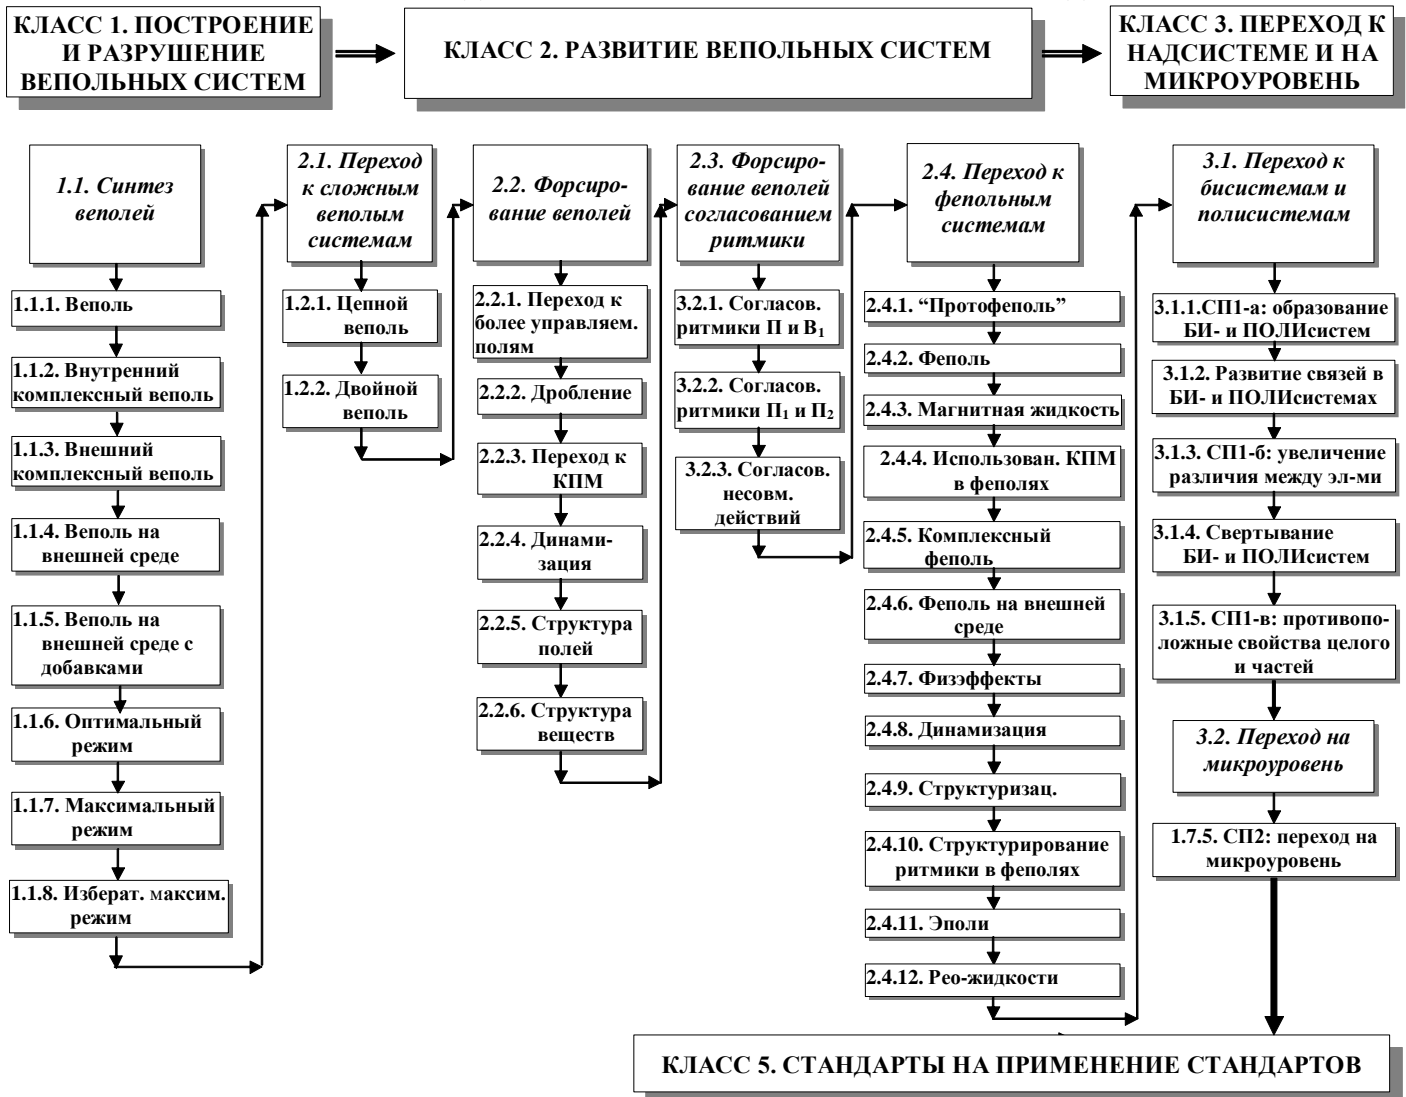 КЛАСС 1. ПОСТРОЕНИЕ
И РАЗРУШЕНИЕ
ВЕПОЛЬНЫХ СИСТЕМ
КЛАСС 2. РАЗВИТИЕ ВЕПОЛЬНЫХ СИСТЕМ
КЛАСС 3. ПЕРЕХОД К
НАДСИСТЕМЕ И НА
МИКРОУРОВЕНЬ
1.1. Синтез
веполей
1.1.1. Веполь
1.1.2. Внутренний
комплексный веполь
1.1.3. Внешний
комплексный веполь
1.1.4. Веполь на
внешней среде
1.1.5. Веполь на
внешней среде с
добавками
1.1.6. Оптимальный
режим
1.1.7. Максимальный
режим
1.1.8. Избират. максим.
режим
2.1. Переход
к сложным
веполым
системам
1.2.1. Цепной
веполь
1.2.2. Двойной
веполь
2.2. Форсиро-
вание веполей
2.2.1. Переход к
более управляем.
полям
2.2.2. Дробление
2.2.3. Переход к
КПМ
2.2.4. Динами-
зация
2.2.5. Структура
полей
2.2.6. Структура
веществ
2.3. Форсиро-
вание веполей
согласованием
ритмики
3.2.1. Согласов.
ритмики П и В₁
3.2.2. Согласов.
ритмики П₁ и П₂
3.2.3. Согласов.
несовм.
действий
2.4. Переход к
фепольным
системам
2.4.1. “Протофеполь”
2.4.2. Феполь
2.4.3. Магнитная жидкость
2.4.4. Использован. КПМ
в феполях
2.4.5. Комплексный
феполь
2.4.6. Феполь на внешней
среде
2.4.7. Физэффекты
2.4.8. Динамизация
2.4.9. Структуризац.
2.4.10. Структурирование
ритмики в феполях
2.4.11. Эполи
2.4.12. Рео-жидкости
3.1. Переход к
бисистемам и
полисистемам
3.1.1.СП1-а: образование
БИ- и ПОЛИсистем
3.1.2. Развитие связей в
БИ- и ПОЛИсистемах
3.1.3. СП1-б: увеличение
различия между эл-ми
3.1.4. Свертывание
БИ- и ПОЛИсистем
3.1.5. СП1-в: противопо-
ложные свойства целого
и частей
3.2. Переход на
микроуровень
1.7.5. СП2: переход на
микроуровень
КЛАСС 5. СТАНДАРТЫ НА ПРИМЕНЕНИЕ СТАНДАРТОВ